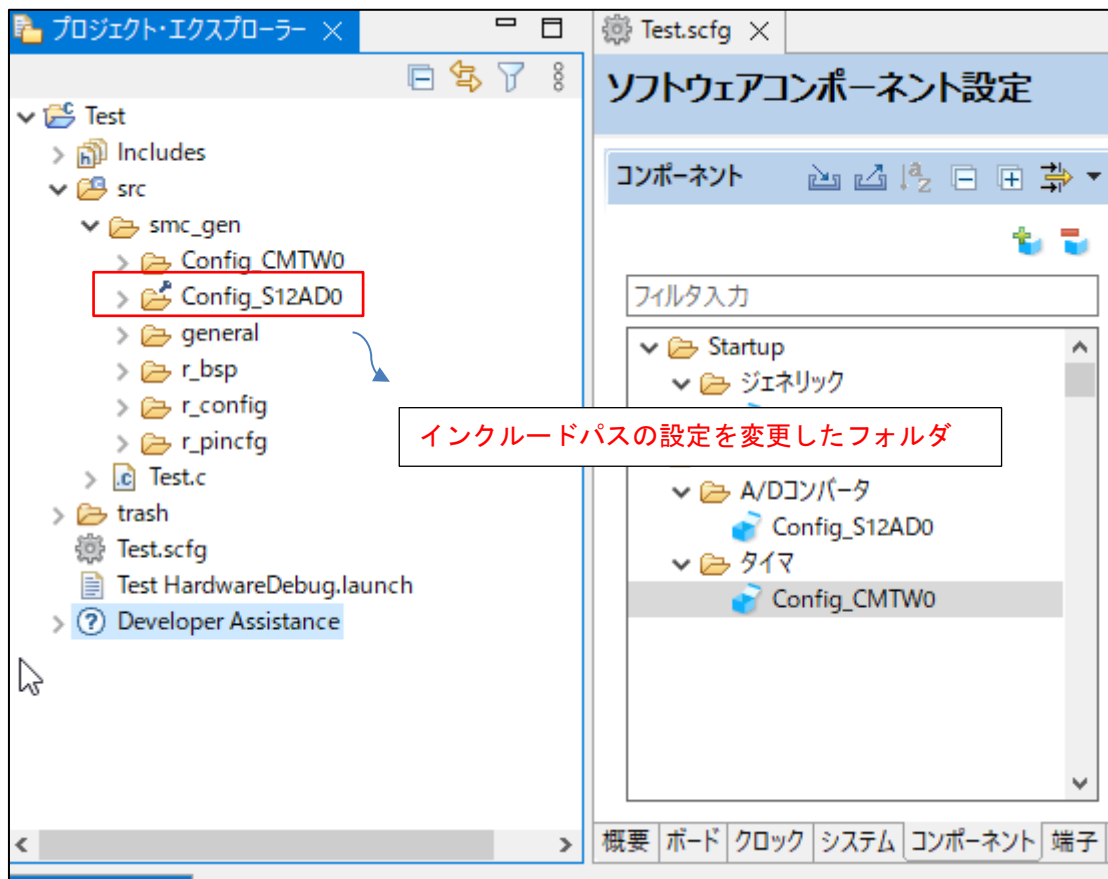 プロジェクト・エクスプローラー
Test
Includes
src
smc_gen
Config_CMTW0
Config_S12AD0
general
r_bsp
r_config
r_pincfg
Test.c
trash
Test.scfg
Test HardwareDebug.launch
Developer Assistance
Test.scfg
ソフトウェアコンポーネント設定
コンポーネント
フィルタ入力
Startup
ジェネリック
インクルードパスの設定を変更したフォルダ
A/Dコンバータ
Config_S12AD0
タイマ
Config_CMTW0
概要 ボード クロック システム コンポーネント 端子